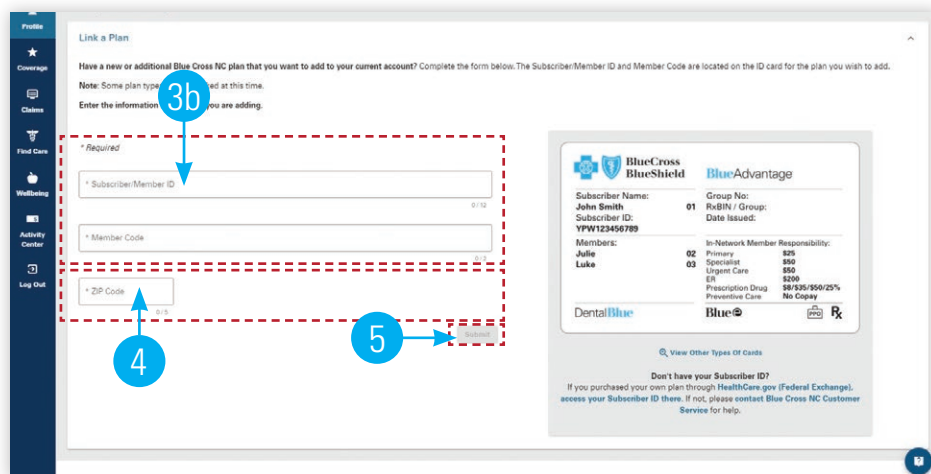 Profile
Coverage
Claims
Find Care
Wellbeing
Activity
Center
Log Out
Link a Plan
Have a new or additional Blue Cross NC plan that you want to add to your current account? Complete the form below. The Subscriber/Member ID and Member Code are located on the ID card for the plan you wish to add.
Note: Some plan type ed at this time.
Enter the information you are adding.
3b
* Required
* Subscriber/Member ID
0 / 12
* Member Code
0 / 2
* ZIP Code
0 / 5
4
5
Submit
BlueCross
BlueShield
BlueAdvantage
Subscriber Name:
John Smith 01
Subscriber ID:
YPW123456789
Group No:
RxBIN / Group:
Date Issued:
Members:
Julie 02
Luke 03
In-Network Member Responsibility:
Primary $25
Specialist $50
Urgent Care $50
ER $200
Prescription Drug $8/$35/$50/25%
Preventive Care No Copay
DentalBlue
Blue
PPO
Rx
View Other Types Of Cards
Don't have your Subscriber ID?
If you purchased your own plan through HealthCare.gov (Federal Exchange),
access your Subscriber ID there. If not, please contact Blue Cross NC Customer
Service for help.